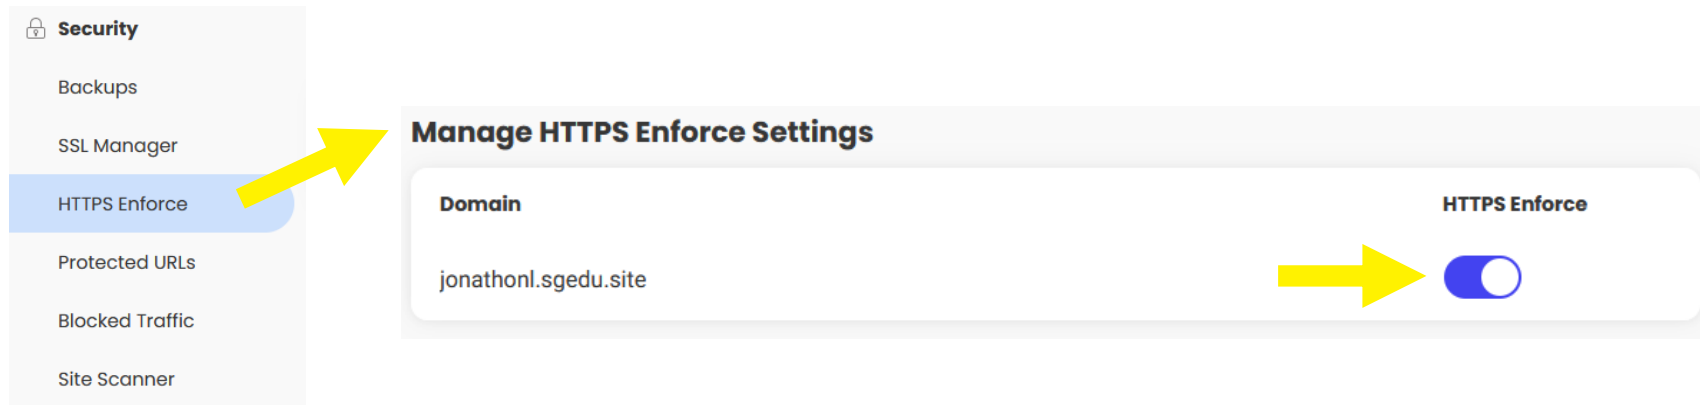 Security
Backups
SSL Manager
HTTPS Enforce
Protected URLs
Blocked Traffic
Site Scanner
Manage HTTPS Enforce Settings
Domain HTTPS Enforce
jonathonl.sgedu.site